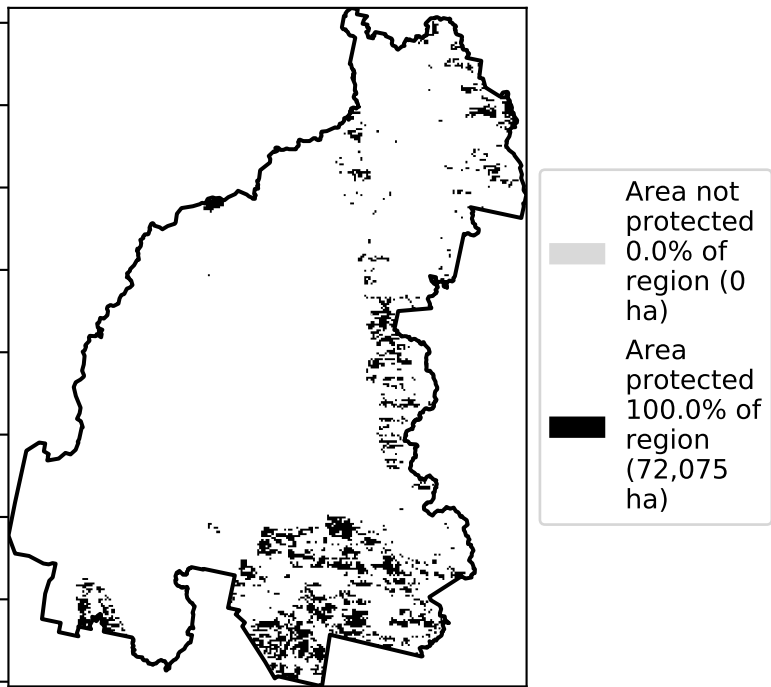 Area not
protected
0.0% of
region (0
ha)
Area
protected
100.0% of
region
(72,075
ha)